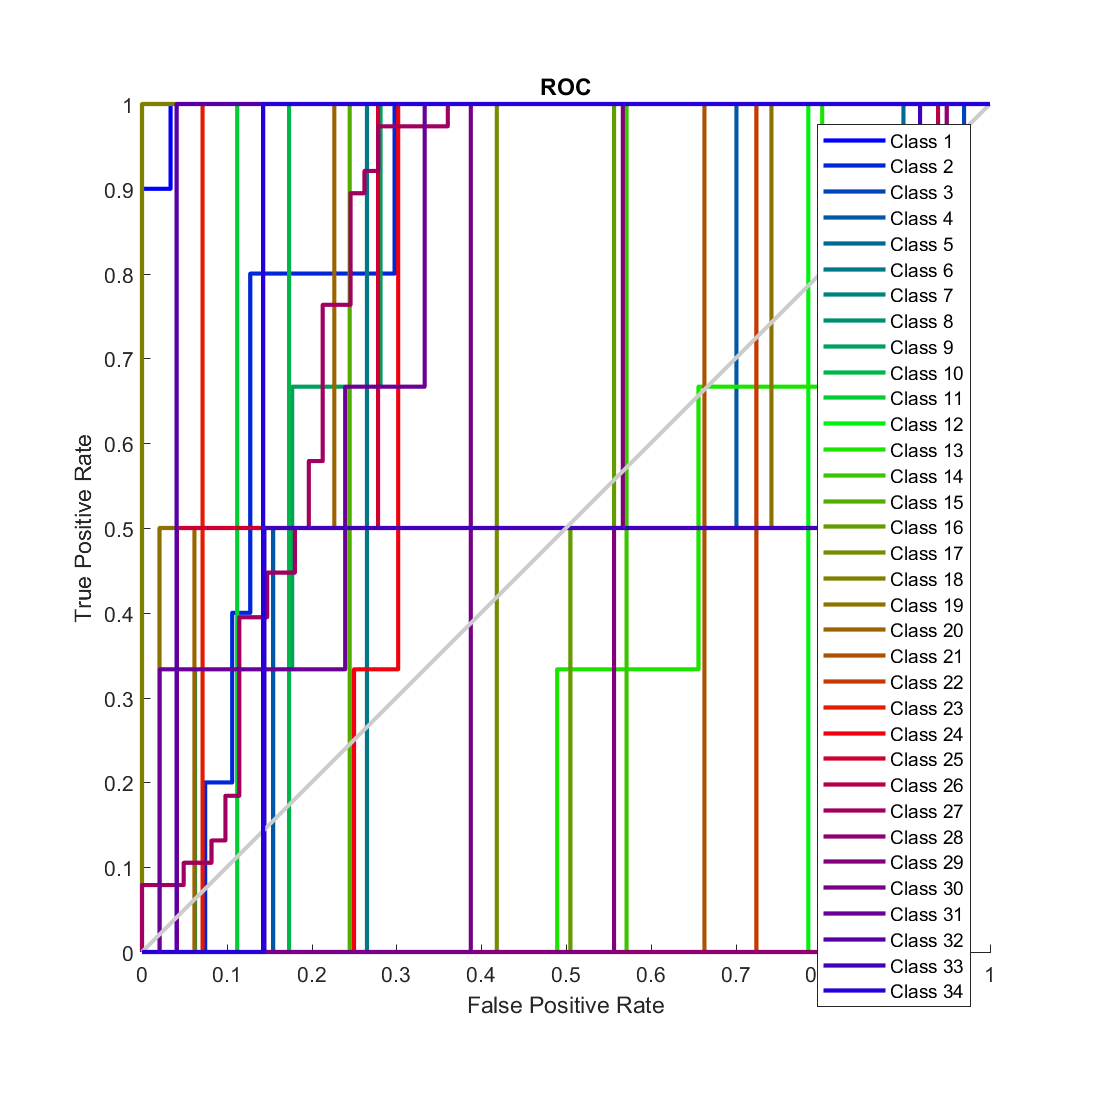 ROC
True Positive Rate
1
0.9
0.8
0.7
0.6
0.5
0.4
0.3
0.2
0.1
0
0 0.1 0.2 0.3 0.4 0.5 0.6 0.7 1
False Positive Rate
Class 1
Class 2
Class 3
Class 4
Class 5
Class 6
Class 7
Class 8
Class 9
Class 10
Class 11
Class 12
Class 13
Class 14
Class 15
Class 16
Class 17
Class 18
Class 19
Class 20
Class 21
Class 22
Class 23
Class 24
Class 25
Class 26
Class 27
Class 28
Class 29
Class 30
Class 31
Class 32
Class 33
Class 34